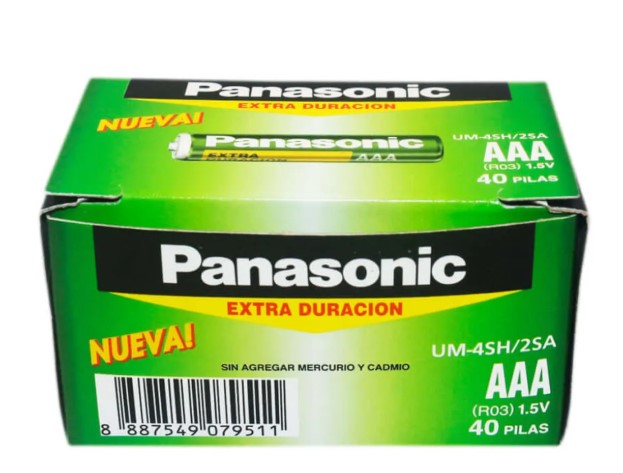 Panasonic
EXTRA DURACION
NUEVA!
Panasonic
EXTRA
AAA
UM-4SH/2SA
AAA
(R03) 1.5V
40 PILAS
Panasonic
EXTRA DURACION
NUEVA!
SIN AGREGAR MERCURIO Y CADMIO
UM-4SH/2SA
AAA
(R03) 1.5V
40 PILAS
8 887549 079511